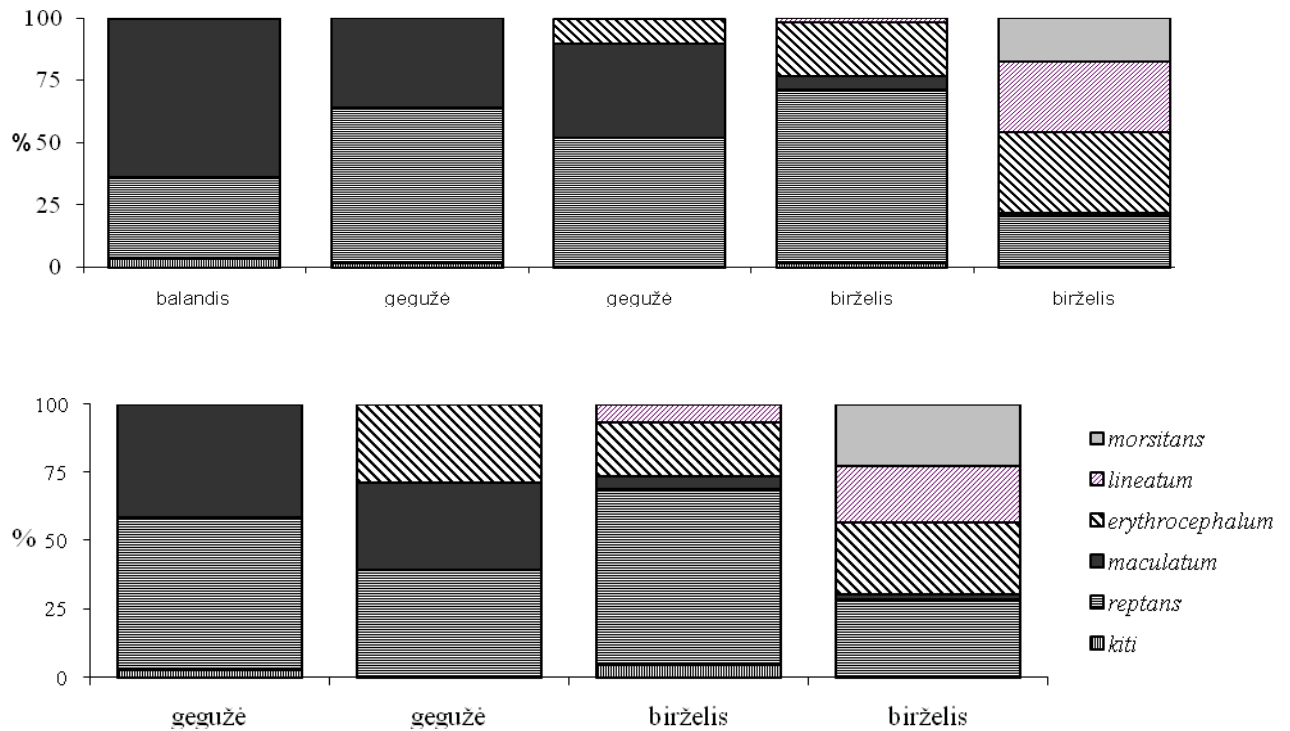 100
75
% 50
25
0
balandis gegužė gegužė birželis birželis
100
75
% 50
25
0
gegužė gegužė birželis birželis
morsitans
lineatum
erythrocephalum
maculatum
reptans
kiti